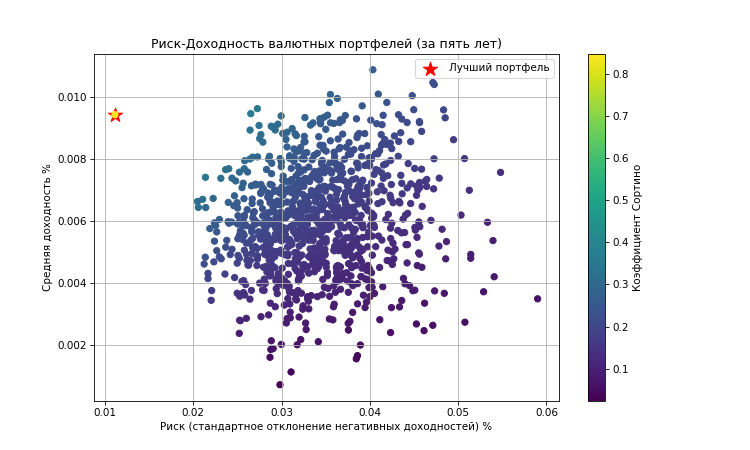 Риск-Доходность валютных портфелей (за пять лет)
Лучший портфель
Средняя доходность %
0.010
0.008
0.006
0.004
0.002
0.01 0.02 0.03 0.04 0.05 0.06
Риск (стандартное отклонение негативных доходностей) %
0.8
0.7
0.6
0.5
0.4
0.3
0.2
0.1
Коэффициент Сортино